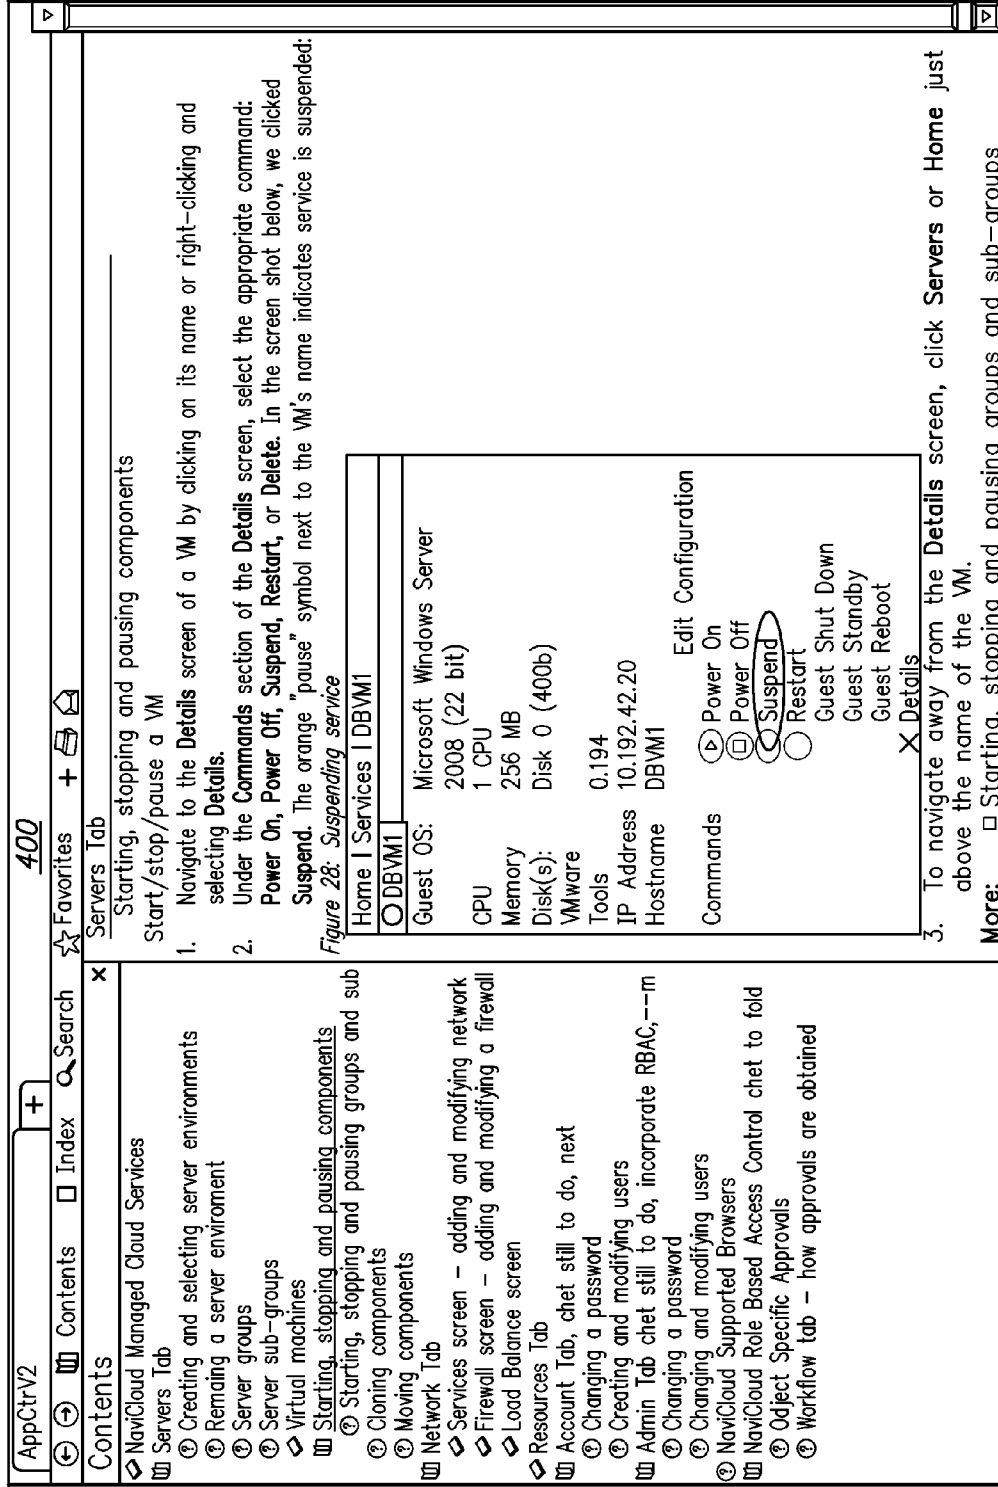 400
AppCtrV2
+
Contents
Index
Search
Favorites
+
Contents
×
NaviCloud Managed Cloud Services
Servers Tab
Creating and selecting server environments
Remaing a server enviroment
Server groups
Server sub-groups
Virtual machines
Starting, stopping and pausing components
Starting, stopping and pausing groups and sub
Cloning components
Moving components
Network Tab
Services screen – adding and modifying network
Firewall screen – adding and modifying a firewall
Load Balance screen
Resources Tab
Account Tab, chet still to do, next
Changing a password
Creating and modifying users
Admin Tab chet still to do, incorporate RBAC,--m
Changing a password
Changing and modifying users
NaviCloud Supported Browsers
NaviCloud Role Based Access Control chet to fold
Odject Specific Approvals
Workflow tab – how approvals are obtained
Servers Tab
Starting, stopping and pausing components
Start/stop/pause a VM
1. Navigate to the Details screen of a VM by clicking on its name or right-clicking and
selecting Details.
2. Under the Commands section of the Details screen, select the appropriate command:
Power On, Power Off, Suspend, Restart, or Delete. In the screen shot below, we clicked
Suspend. The orange "pause" symbol next to the VM's name indicates service is suspended:
Figure 28: Suspending service
Home | Services | DBVM1
DBVM1
Guest OS: Microsoft Windows Server
2008 (22 bit)
CPU 1 CPU
Memory 256 MB
Disk(s): Disk 0 (400b)
VMware
Tools 0.194
IP Address 10.192.42.20
Hostname DBVM1
Edit Configuration
Commands Power On
Power Off
Suspend
Restart
Guest Shut Down
Guest Standby
Guest Reboot
Details
3. To navigate away from the Details screen, click Servers or Home just
above the name of the VM.
More: Starting, stopping and pausing groups and sub-groups